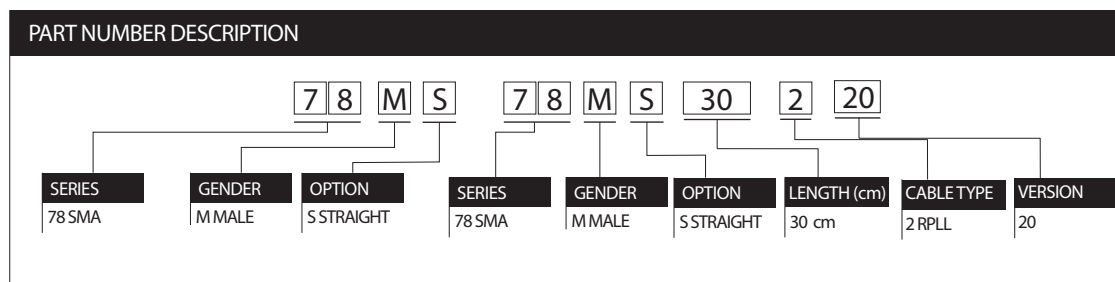 PART NUMBER DESCRIPTION
7 8 M S 7 8 M S 30 2 20
SERIES GENDER OPTION SERIES GENDER OPTION LENGTH (cm) CABLE TYPE VERSION
78 SMA M MALE S STRAIGHT 78 SMA M MALE S STRAIGHT 30 cm 2 RPLL 20